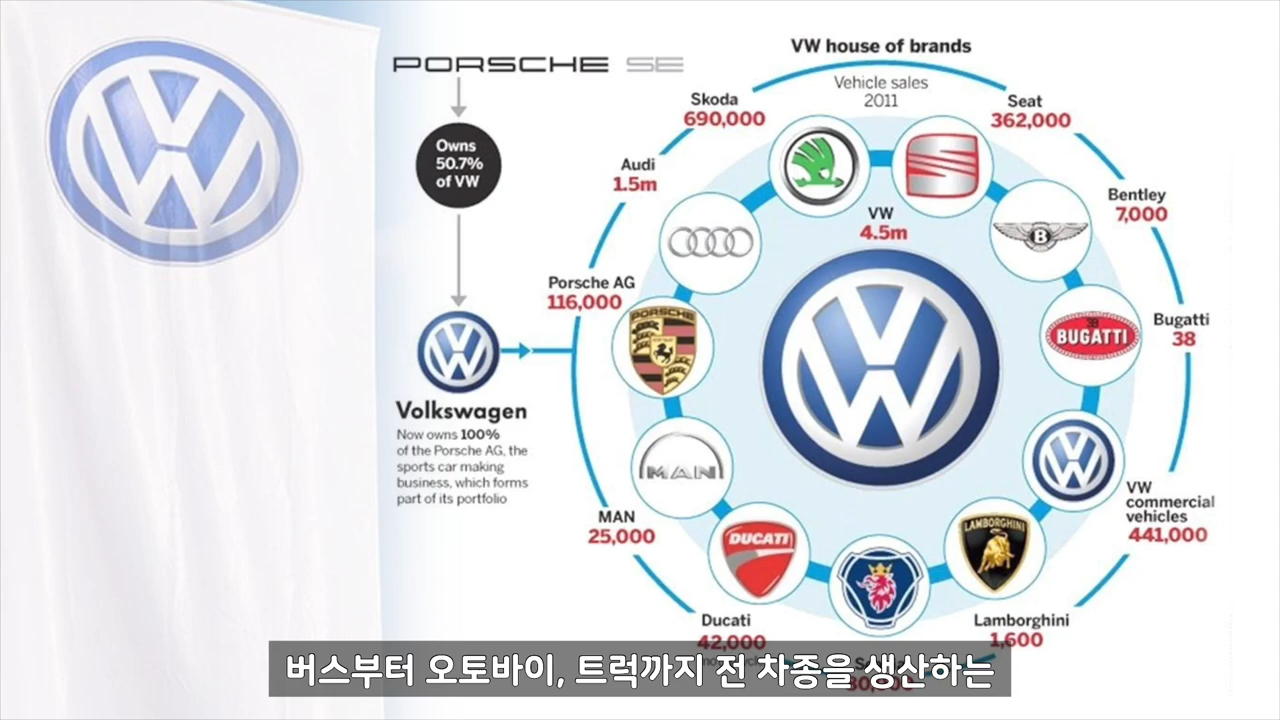 PORSCHE SE
Owns
50.7%
of VW
Volkswagen
Now owns 100%
of the Porsche AG, the
sports car making
business, which forms
part of its portfolio
VW house of brands
Vehicle sales
2011
Skoda
690,000
Seat
362,000
Audi
1.5m
Bentley
7,000
VW
4.5m
Porsche AG
116,000
PORSCHE
Bugatti
38
BUGATTI
MAN
MAN
25,000
VW
commercial
vehicles
441,000
DUCATI
LAMBORGHINI
Ducati
42,000
Lamborghini
1,600
버스부터 오토바이, 트럭까지 전 차종을 생산하는